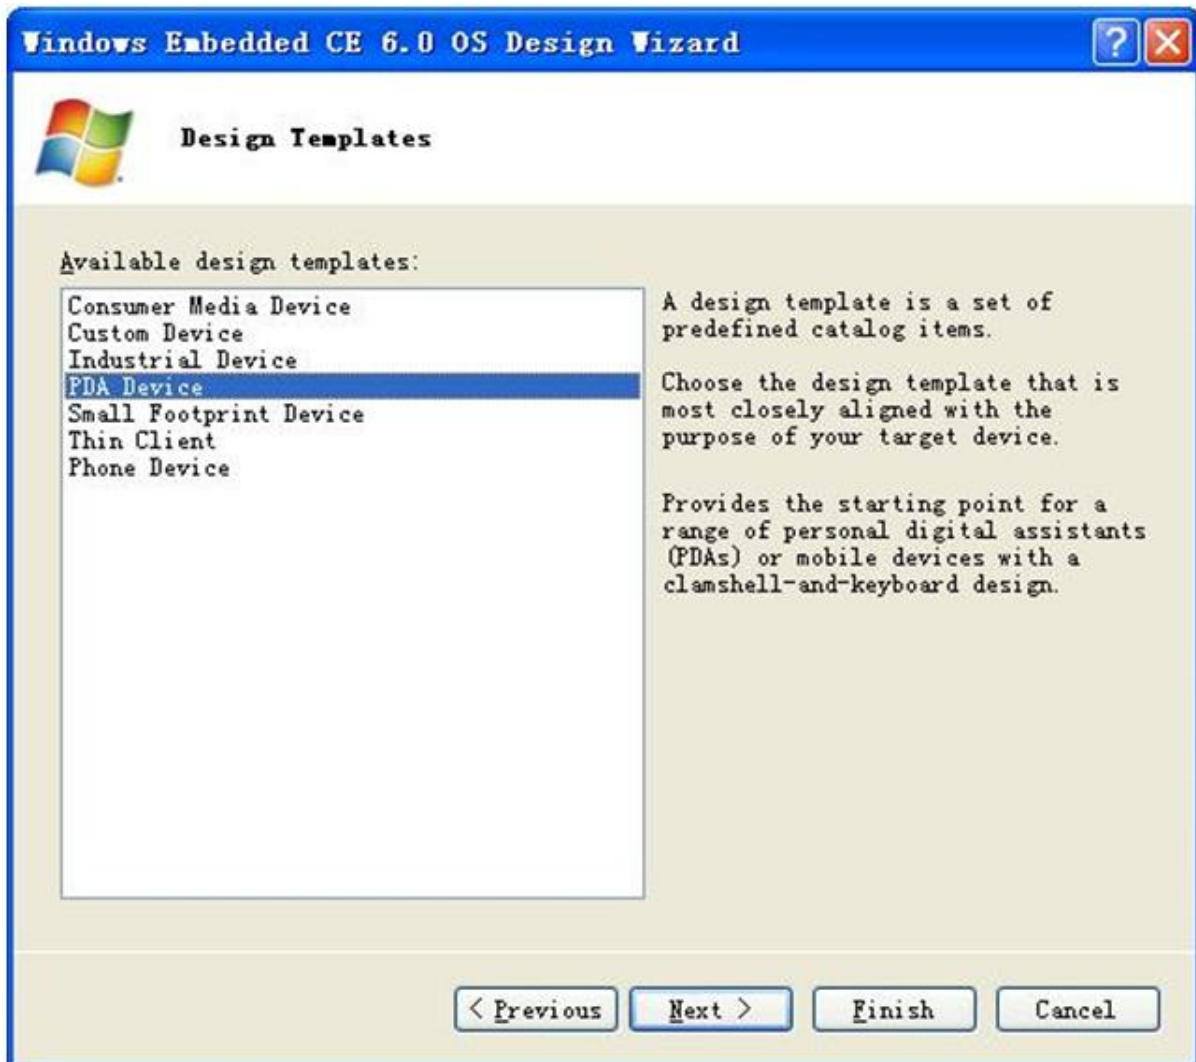 Windows Embedded CE 6.0 OS Design Wizard
Design Templates
Available design templates:
Consumer Media Device
Custom Device
Industrial Device
PDA Device
Small Footprint Device
Thin Client
Phone Device
A design template is a set of
predefined catalog items.
Choose the design template that is
most closely aligned with the
purpose of your target device.
Provides the starting point for a
range of personal digital assistants
(PDAs) or mobile devices with a
clamshell-and-keyboard design.
< Previous
Next >
Finish
Cancel